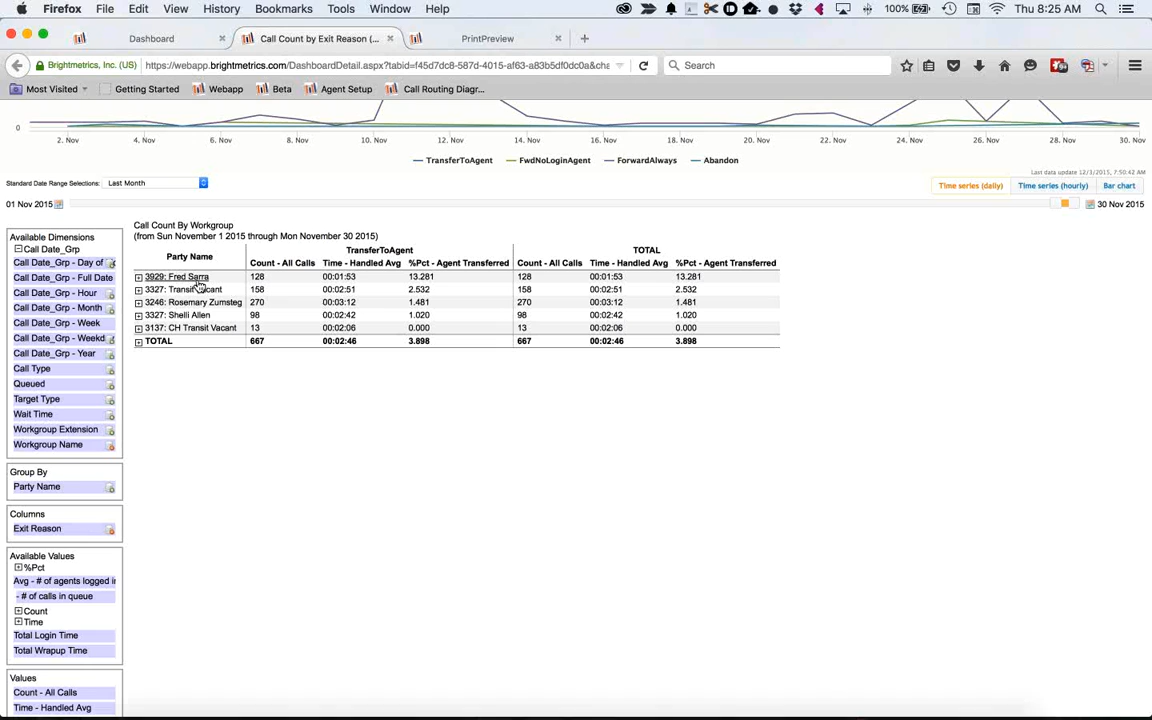 Firefox File Edit View History Bookmarks Tools Window Help 100% Thu 8:25 AM
Dashboard Call Count by Exit Reason (... PrintPreview
Brightmetrics, Inc. (US) https://webapp.brightmetrics.com/DashboardDetail.aspx?tabid=f45d7dc8-587d-4015-af63-a83b5df0dc0a&cha Search
Most Visited Getting Started Webapp Beta Agent Setup Call Routing Diagr...
0
2. Nov 4. Nov 6. Nov 8. Nov 10. Nov 12. Nov 14. Nov 16. Nov 18. Nov 20. Nov 22. Nov 24. Nov 26. Nov 28. Nov 30. Nov
TransferToAgent FwdNoLoginAgent ForwardAlways Abandon
Last data update 12/3/2015, 7:50:42 AM
Standard Date Range Selections: Last Month Time series (daily) Time series (hourly) Bar chart
01 Nov 2015 30 Nov 2015
Call Count By Workgroup
(from Sun November 1 2015 through Mon November 30 2015)
TransferToAgent TOTAL
Party Name Count - All Calls Time - Handled Avg %Pct - Agent Transferred Count - All Calls Time - Handled Avg %Pct - Agent Transferred
3929: Fred Sarra 128 00:01:53 13.281 128 00:01:53 13.281
3327: Transit Vacant 158 00:02:51 2.532 158 00:02:51 2.532
3246: Rosemary Zumsteg 270 00:03:12 1.481 270 00:03:12 1.481
3327: Shelli Allen 98 00:02:42 1.020 98 00:02:42 1.020
3137: CH Transit Vacant 13 00:02:06 0.000 13 00:02:06 0.000
TOTAL 667 00:02:46 3.898 667 00:02:46 3.898
Available Dimensions
Call Date_Grp
Call Date_Grp - Day of
Call Date_Grp - Full Date
Call Date_Grp - Hour
Call Date_Grp - Month
Call Date_Grp - Week
Call Date_Grp - Weekd
Call Date_Grp - Year
Call Type
Queued
Target Type
Wait Time
Workgroup Extension
Workgroup Name
Group By
Party Name
Columns
Exit Reason
Available Values
%Pct
Avg - # of agents logged in
- # of calls in queue
Count
Time
Total Login Time
Total Wrapup Time
Values
Count - All Calls
Time - Handled Avg